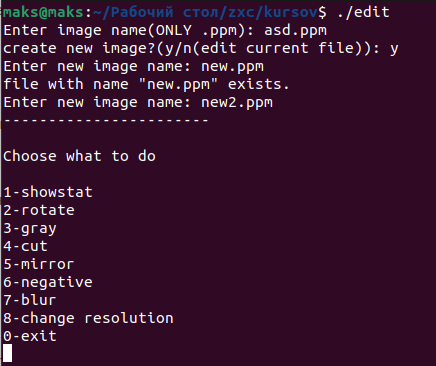 maks@maks:~/Рабочий стол/zxc/kursov$ ./edit
Enter image name(ONLY .ppm): asd.ppm
create new image?(y/n(edit current file)): y
Enter new image name: new.ppm
file with name "new.ppm" exists.
Enter new image name: new2.ppm
-----------------------
Choose what to do
1-showstat
2-rotate
3-gray
4-cut
5-mirror
6-negative
7-blur
8-change resolution
0-exit